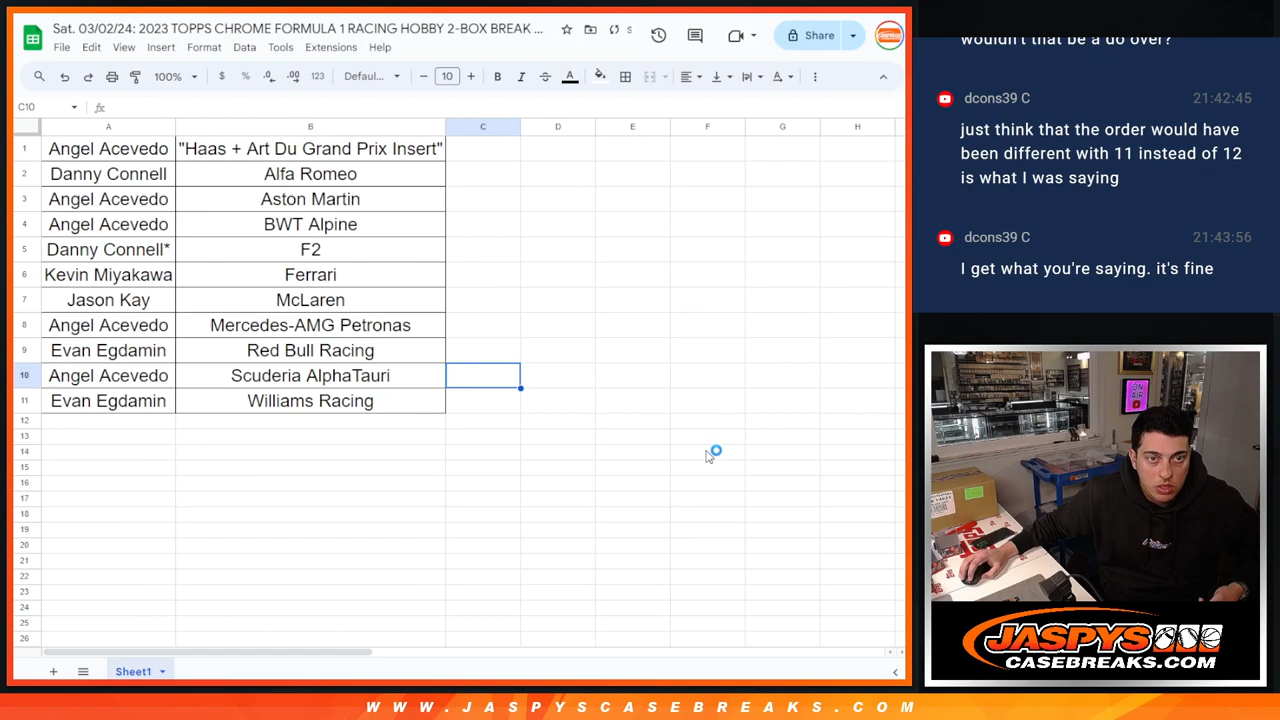 Sat. 03/02/24: 2023 TOPPS CHROME FORMULA 1 RACING HOBBY 2-BOX BREAK ...
S
Share
File Edit View Insert Format Data Tools Extensions Help
100% $ % .0 .00 123 Defaul... − 10 + B I A
C10 fx
A B C D E F G H
1 Angel Acevedo "Haas + Art Du Grand Prix Insert"
2 Danny Connell Alfa Romeo
3 Angel Acevedo Aston Martin
4 Angel Acevedo BWT Alpine
5 Danny Connell* F2
6 Kevin Miyakawa Ferrari
7 Jason Kay McLaren
8 Angel Acevedo Mercedes-AMG Petronas
9 Evan Egdamin Red Bull Racing
10 Angel Acevedo Scuderia AlphaTauri
11 Evan Egdamin Williams Racing
12
13
14
15
16
17
18
19
20
21
22
23
24
25
26
+ Sheet1
wouldn't that be a do over?
dcons39 C 21:42:45
just think that the order would have
been different with 11 instead of 12
is what I was saying
dcons39 C 21:43:56
I get what you're saying. it's fine
ON AIR
JASPYS
CASEBREAKS.COM
WWW.JASPYSCASEBREAKS.COM